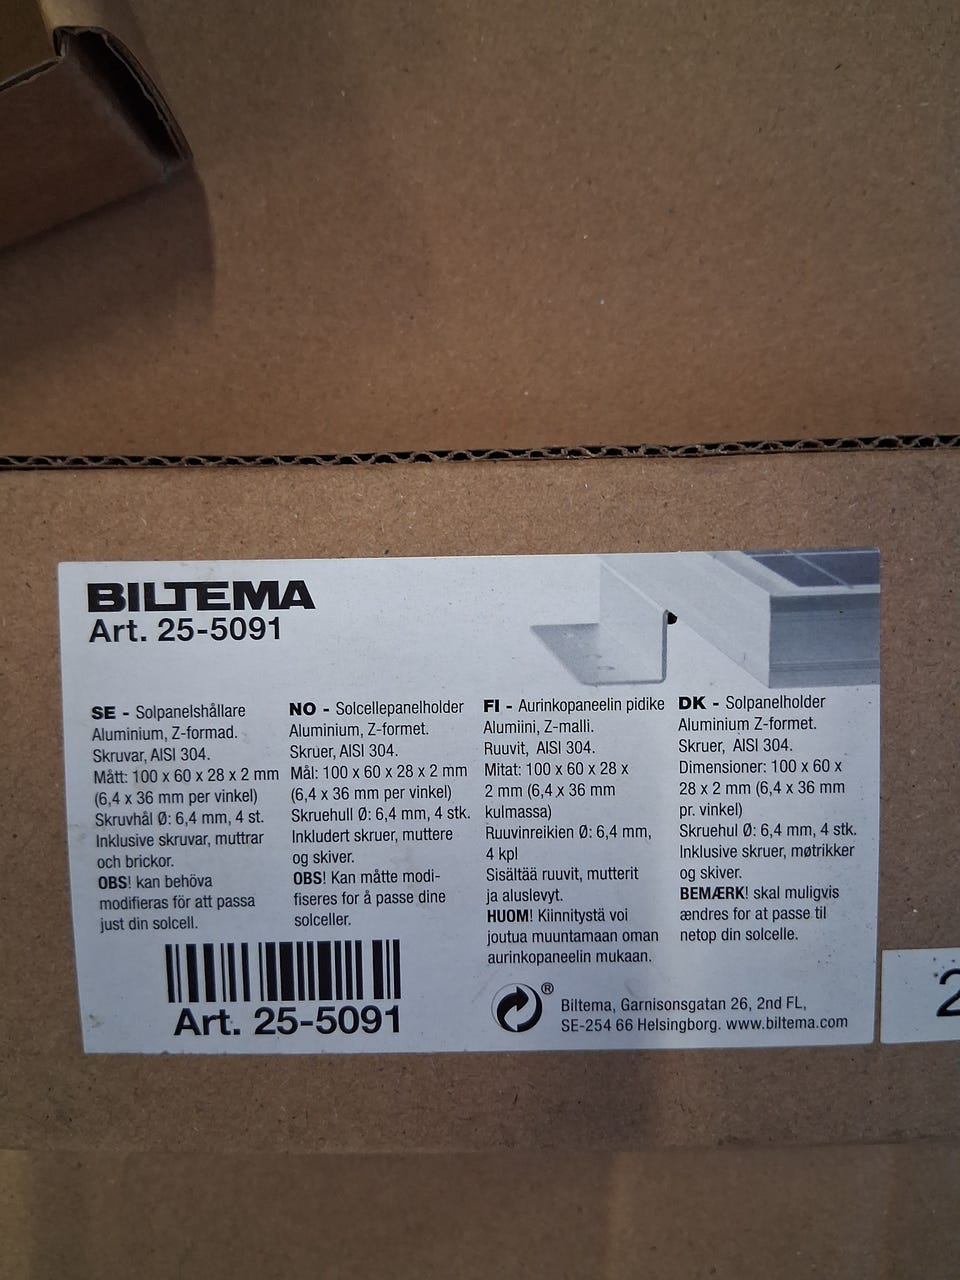 BILTEMA
Art. 25-5091
SE - Solpanelshållare
Aluminium, Z-formad.
Skruvar, AISI 304.
Mått: 100 x 60 x 28 x 2 mm
(6,4 x 36 mm per vinkel)
Skruvhål Ø: 6,4 mm, 4 st.
Inklusive skruvar, muttrar
och brickor.
OBS! kan behöva
modifieras för att passa
just din solcell.
NO - Solcellepanelholder
Aluminium, Z-formet.
Skruer, AISI 304.
Mål: 100 x 60 x 28 x 2 mm
(6,4 x 36 mm per vinkel)
Skruehull Ø: 6,4 mm, 4 stk.
Inkludert skruer, muttere
og skiver.
OBS! Kan måtte modi-
fiseres for å passe dine
solceller.
FI - Aurinkopaneelin pidike
Alumiini, Z-malli.
Ruuvit, AISI 304.
Mitat: 100 x 60 x 28 x
2 mm (6,4 x 36 mm
kulmassa)
Ruuvinreikien Ø: 6,4 mm,
4 kpl
Sisältää ruuvit, mutterit
ja aluslevyt.
HUOM! Kiinnitystä voi
joutua muuntamaan oman
aurinkopaneelin mukaan.
DK - Solpanelholder
Aluminium Z-formet.
Skruer, AISI 304.
Dimensioner: 100 x 60 x
28 x 2 mm (6,4 x 36 mm
pr. vinkel)
Skruehul Ø: 6,4 mm, 4 stk.
Inklusive skruer, møtrikker
og skiver.
BEMÆRK! skal muligvis
ændres for at passe til
netop din solcelle.
Art. 25-5091
®
Biltema, Garnisonsgatan 26, 2nd FL,
SE-254 66 Helsingborg. www.biltema.com
2